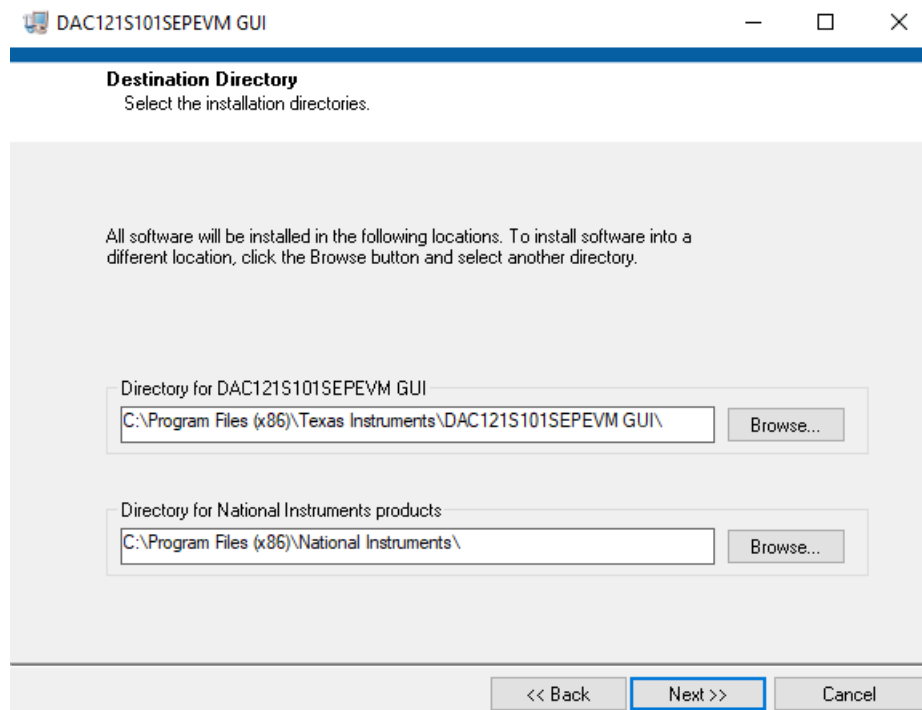 DAC121S101SEPEVM GUI
Destination Directory
Select the installation directories.
All software will be installed in the following locations. To install software into a
different location, click the Browse button and select another directory.
Directory for DAC121S101SEPEVM GUI
C:\Program Files (x86)\Texas Instruments\DAC121S101SEPEVM GUI\
Browse...
Directory for National Instruments products
C:\Program Files (x86)\National Instruments\
Browse...
<< Back
Next >>
Cancel